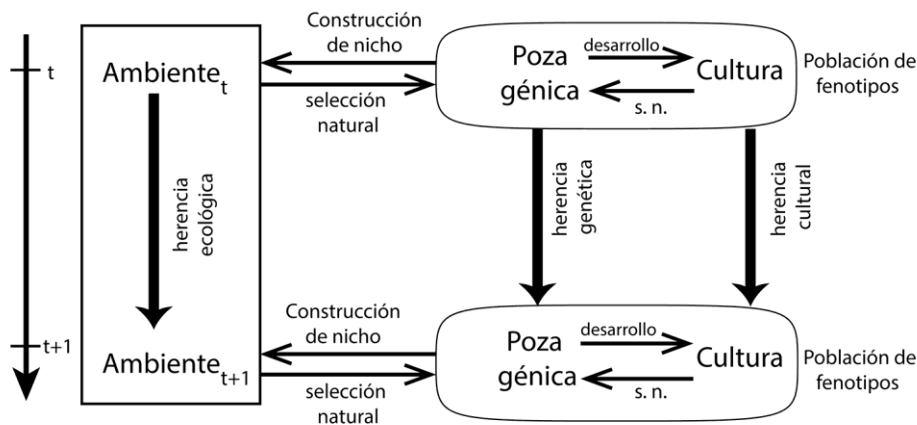 t
Ambiente t
Construcción
de nicho
selección
natural
Poza
génica
desarrollo
s. n.
Cultura
Población de
fenotipos
herencia
ecológica
herencia
genética
herencia
cultural
t+1
Ambiente t+1
Construcción
de nicho
selección
natural
Poza
génica
desarrollo
s. n.
Cultura
Población de
fenotipos